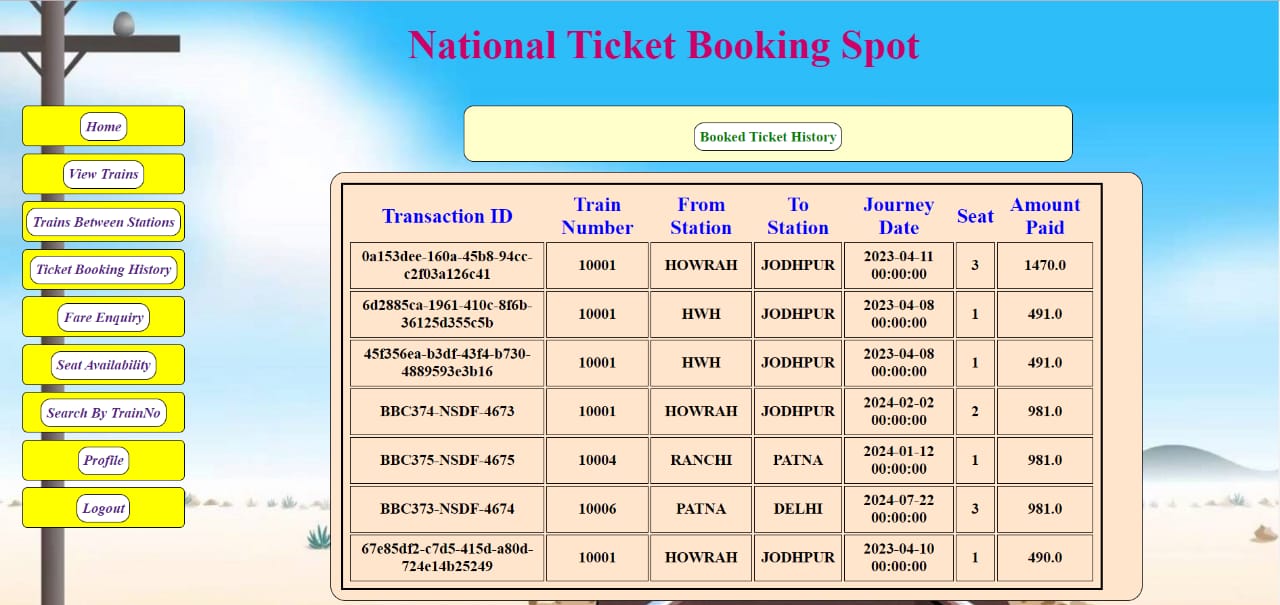 National Ticket Booking Spot
Home
View Trains
Trains Between Stations
Ticket Booking History
Fare Enquiry
Seat Availability
Search By TrainNo
Profile
Logout
Booked Ticket History
Transaction ID Train Number From Station To Station Journey Date Seat Amount Paid
0a153dee-160a-45b8-94cc-c2f03a126c41 10001 HOWRAH JODHPUR 2023-04-11 00:00:00 3 1470.0
6d2885ca-1961-410c-8f6b-36125d355c5b 10001 HWH JODHPUR 2023-04-08 00:00:00 1 491.0
45f356ea-b3df-43f4-b730-4889593e3b16 10001 HWH JODHPUR 2023-04-08 00:00:00 1 491.0
BBC374-NSDF-4673 10001 HOWRAH JODHPUR 2024-02-02 00:00:00 2 981.0
BBC375-NSDF-4675 10004 RANCHI PATNA 2024-01-12 00:00:00 1 981.0
BBC373-NSDF-4674 10006 PATNA DELHI 2024-07-22 00:00:00 3 981.0
67e85df2-c7d5-415d-a80d-724e14b25249 10001 HOWRAH JODHPUR 2023-04-10 00:00:00 1 490.0